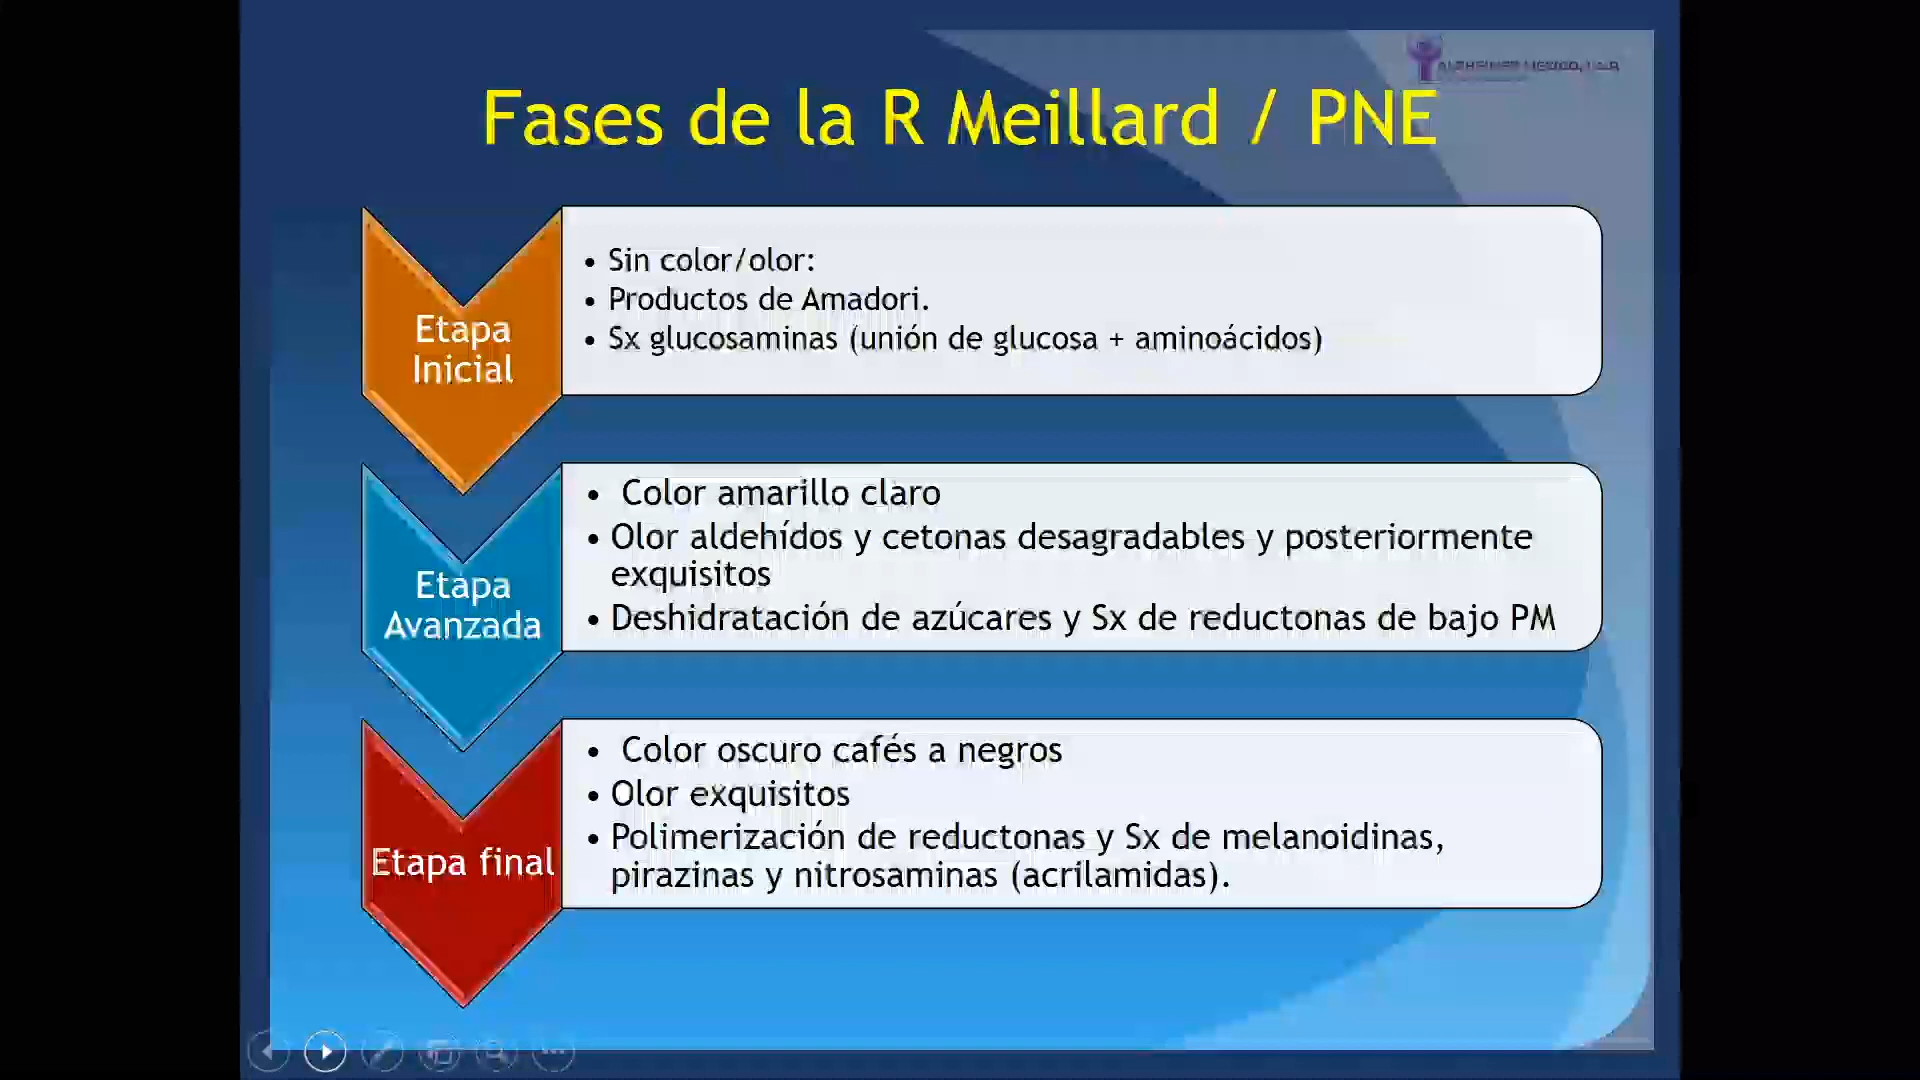 ALZHEIMER MEXICO, I.A.P.
Fases de la R Meillard / PNE
Etapa
Inicial
• Sin color/olor:
• Productos de Amadori.
• Sx glucosaminas (unión de glucosa + aminoácidos)
Etapa
Avanzada
• Color amarillo claro
• Olor aldehídos y cetonas desagradables y posteriormente
exquisitos
• Deshidratación de azúcares y Sx de reductonas de bajo PM
Etapa final
• Color oscuro cafés a negros
• Olor exquisitos
• Polimerización de reductonas y Sx de melanoidinas,
pirazinas y nitrosaminas (acrilamidas).